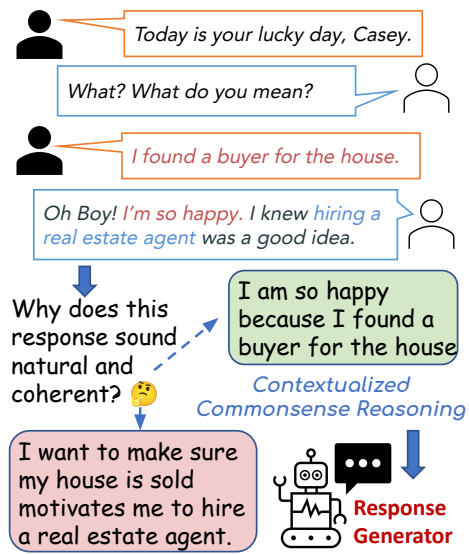 Today is your lucky day, Casey.
What? What do you mean?
I found a buyer for the house.
Oh Boy! I'm so happy. I knew hiring a
real estate agent was a good idea.
Why does this
response sound
natural and
coherent? 🤔
I am so happy
because I found a
buyer for the house
Contextualized
Commonsense Reasoning
I want to make sure
my house is sold
motivates me to hire
a real estate agent.
Response
Generator